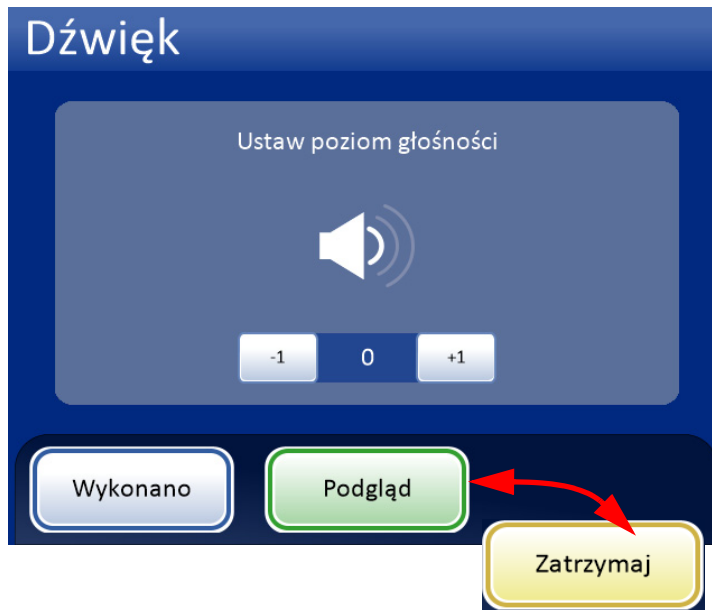 Dźwięk
Ustaw poziom głośności
-1 0 +1
Wykonano Podgląd
Zatrzymaj